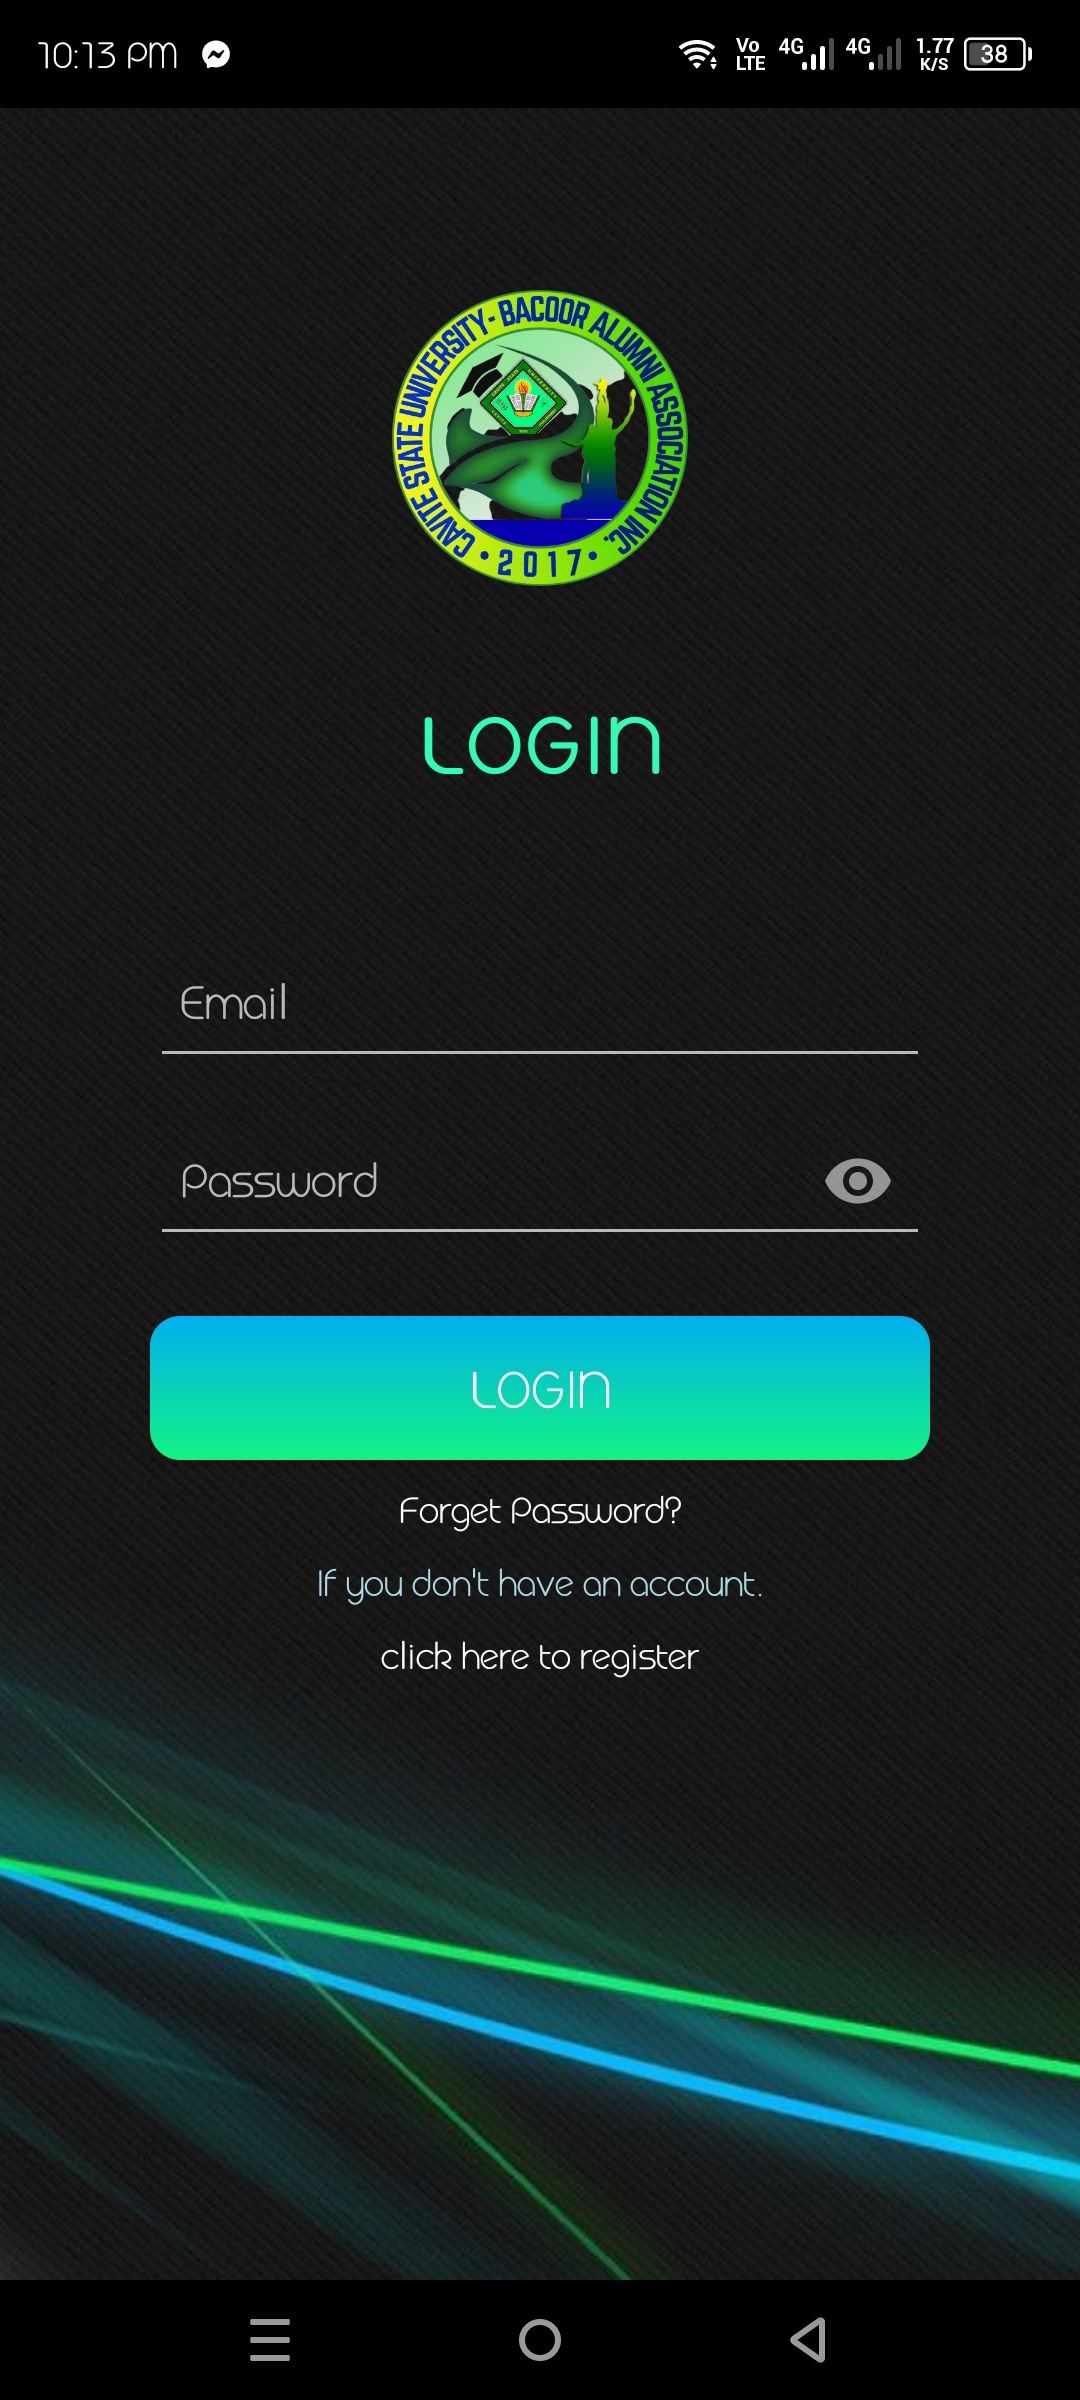 10:13 PM
Vo LTE 4G 4G 1.77 K/S 38
CAVITE STATE UNIVERSITY- BACOOR ALUMNI ASSOCIATION INC.
• 2017 •
LOGIN
Email
Password
LOGIN
Forget Password?
If you don't have an account.
click here to register